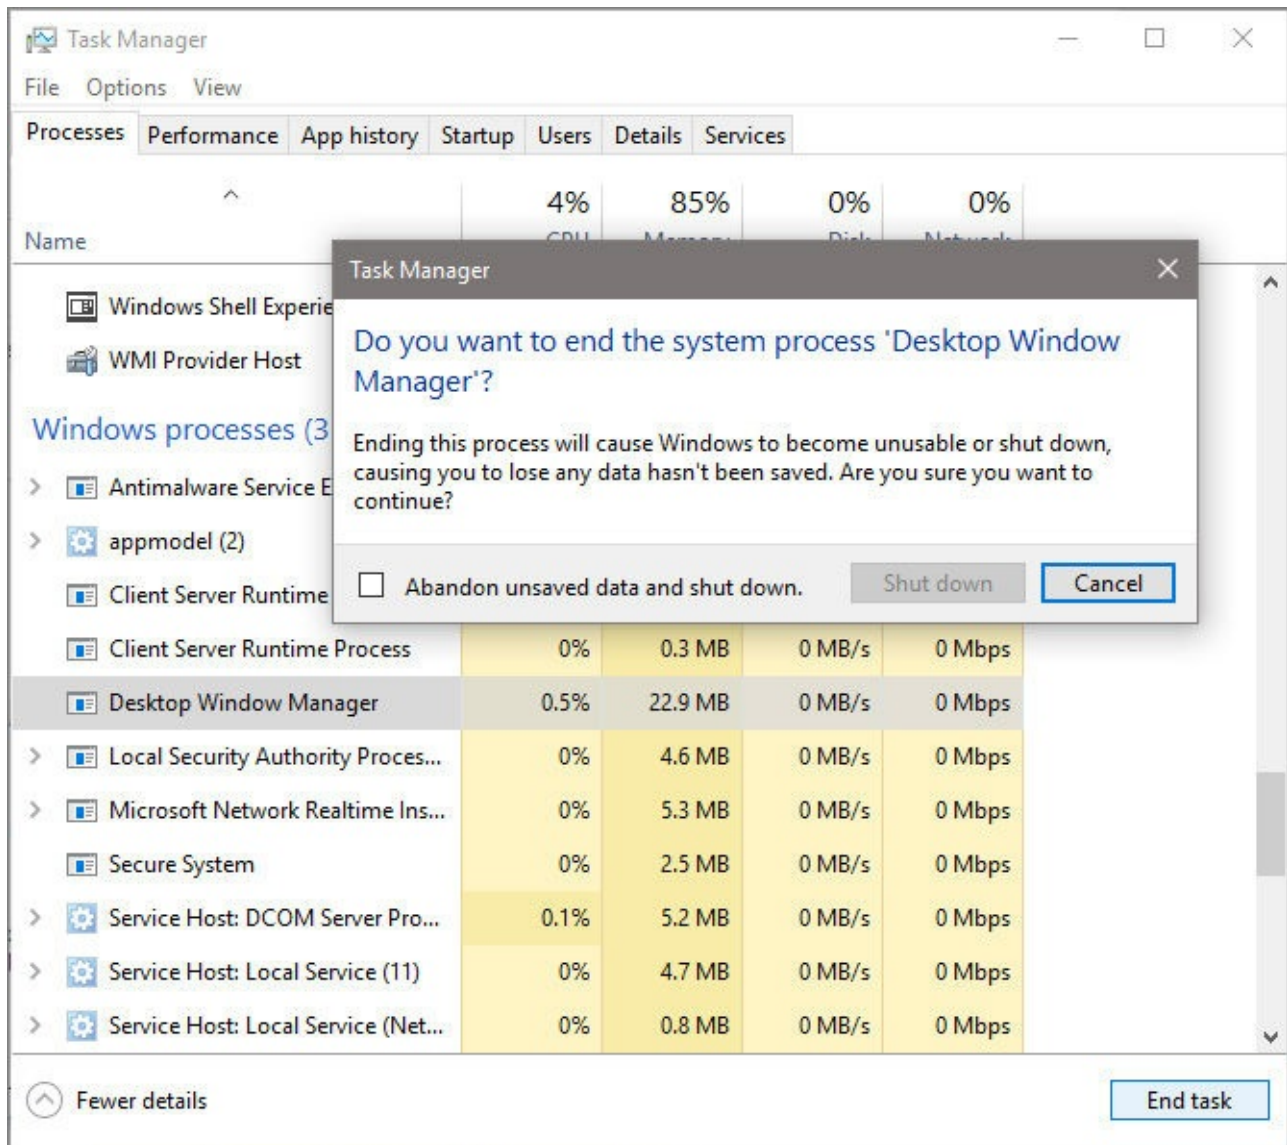 Task Manager
File Options View
Processes Performance App history Startup Users Details Services
4% 85% 0% 0%
Name CPU Memory Disk Network
Task Manager
Windows Shell Experie
Do you want to end the system process 'Desktop Window
WMI Provider Host
Manager'?
Windows processes (3
Ending this process will cause Windows to become unusable or shut down,
causing you to lose any data hasn't been saved. Are you sure you want to
continue?
Antimalware Service E
appmodel (2)
Abandon unsaved data and shut down. Shut down Cancel
Client Server Runtime
Client Server Runtime Process 0% 0.3 MB 0 MB/s 0 Mbps
Desktop Window Manager 0.5% 22.9 MB 0 MB/s 0 Mbps
Local Security Authority Proces... 0% 4.6 MB 0 MB/s 0 Mbps
Microsoft Network Realtime Ins... 0% 5.3 MB 0 MB/s 0 Mbps
Secure System 0% 2.5 MB 0 MB/s 0 Mbps
Service Host: DCOM Server Pro... 0.1% 5.2 MB 0 MB/s 0 Mbps
Service Host: Local Service (11) 0% 4.7 MB 0 MB/s 0 Mbps
Service Host: Local Service (Net... 0% 0.8 MB 0 MB/s 0 Mbps
Fewer details End task